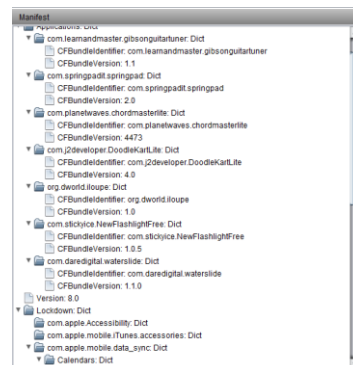 Manifest
Applications: Dict
com.learnandmaster.gibsonguitartuner: Dict
CFBundleIdentifier: com.learnandmaster.gibsonguitartuner
CFBundleVersion: 1.1
com.springpadit.springpad: Dict
CFBundleIdentifier: com.springpadit.springpad
CFBundleVersion: 2.0
com.planetwaves.chordmasterlite: Dict
CFBundleIdentifier: com.planetwaves.chordmasterlite
CFBundleVersion: 4473
com.j2developer.DoodleKartLite: Dict
CFBundleIdentifier: com.j2developer.DoodleKartLite
CFBundleVersion: 4.0
org.dworld.iloupe: Dict
CFBundleIdentifier: org.dworld.iloupe
CFBundleVersion: 1.0
com.stickyice.NewFlashlightFree: Dict
CFBundleIdentifier: com.stickyice.NewFlashlightFree
CFBundleVersion: 1.0.5
com.daredigital.waterslide: Dict
CFBundleIdentifier: com.daredigital.waterslide
CFBundleVersion: 1.1.0
Version: 8.0
Lockdown: Dict
com.apple.Accessibility: Dict
com.apple.mobile.iTunes.accessories: Dict
com.apple.mobile.data_sync: Dict
Calendars: Dict